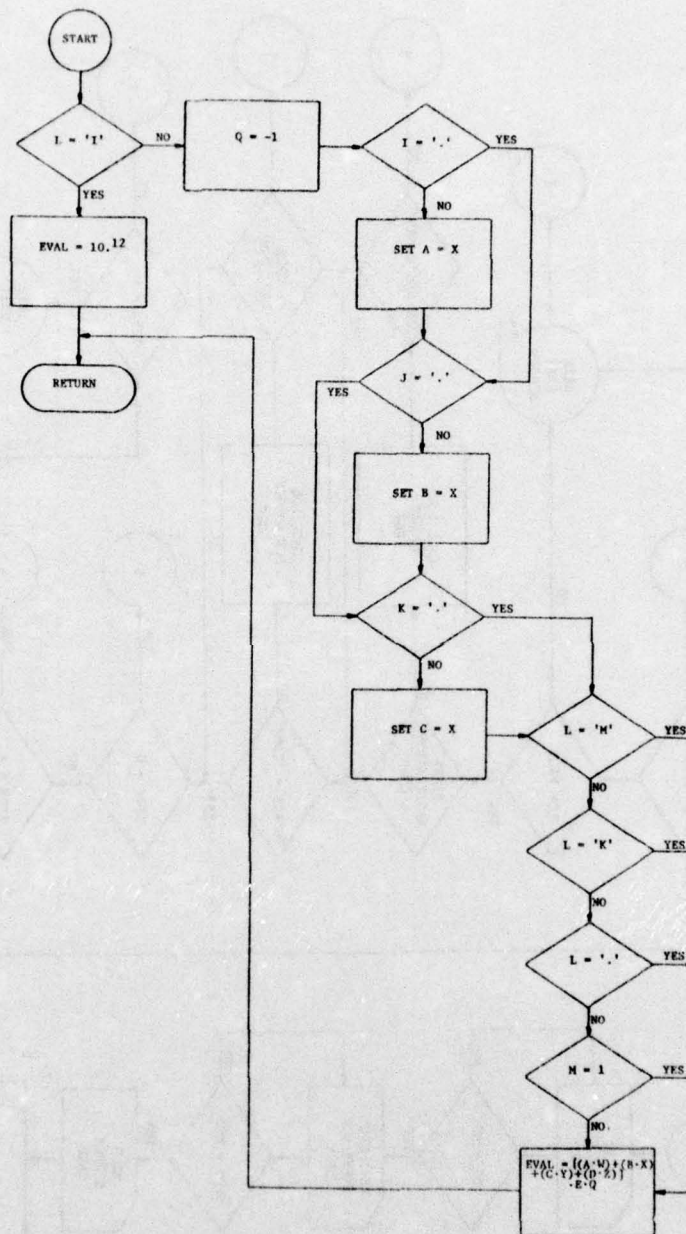 START
L = 'I'
NO
Q = -1
I = '.'
YES
YES
NO
EVAL = 10.12
SET A = X
RETURN
YES
J = '.'
NO
SET B = X
K = '.'
YES
NO
SET C = X
L = 'M'
YES
NO
L = 'K'
YES
NO
L = '.'
YES
NO
M = 1
YES
NO.
EVAL = [(A·W)+(B·X)
+(C·Y)+(D·Z)]
·E·Q